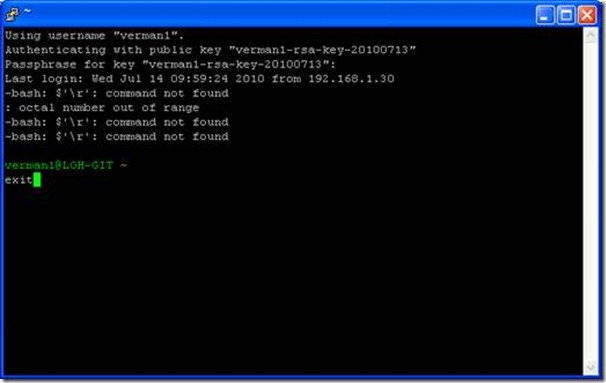 ~
Using username "verman1".
Authenticating with public key "verman1-rsa-key-20100713"
Passphrase for key "verman1-rsa-key-20100713":
Last login: Wed Jul 14 09:59:24 2010 from 192.168.1.30
-bash: $'\r': command not found
: octal number out of range
-bash: $'\r': command not found
-bash: $'\r': command not found
verman1@LOH-GIT ~
exit